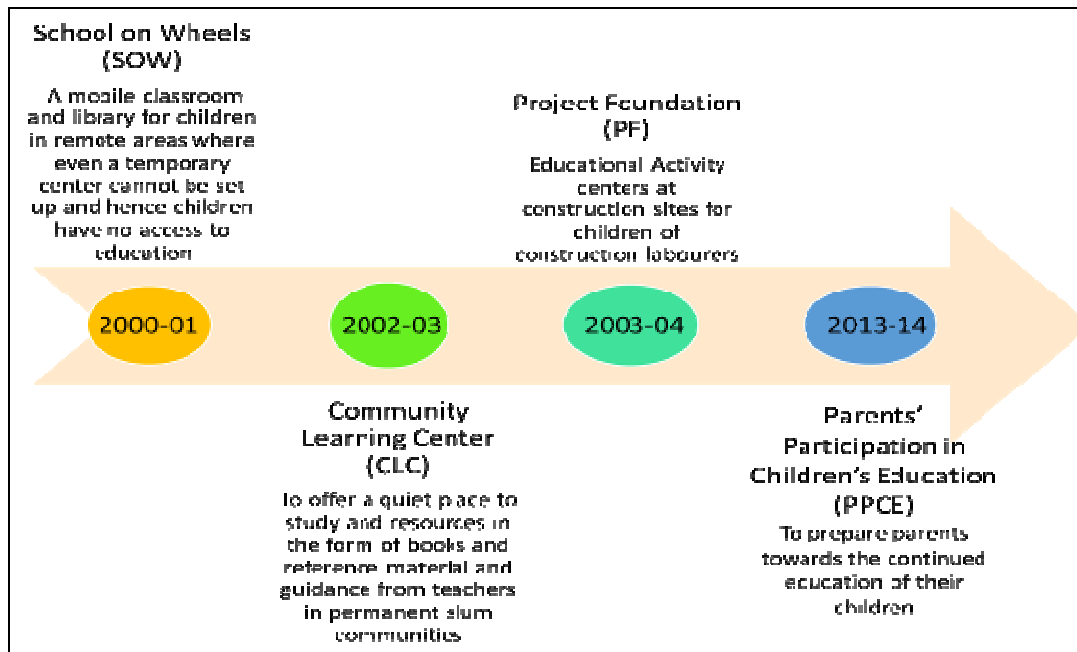 School on Wheels
(SOW)
A mobile classroom
and library for children
in remote areas where
even a temporary
center cannot be set
up and hence children
have no access to
education
2000-01
Community
Learning Center
(CLC)
To offer a quiet place to
study and resources in
the form of books and
reference material and
guidance from teachers
in permanent slum
communities
2002-03
Project Foundation
(PF)
Educational Activity
centers at
construction sites for
children of
construction labourers
2003-04
Parents'
Participation in
Children's Education
(PPCE)
To prepare parents
towards the continued
education of their
children
2013-14